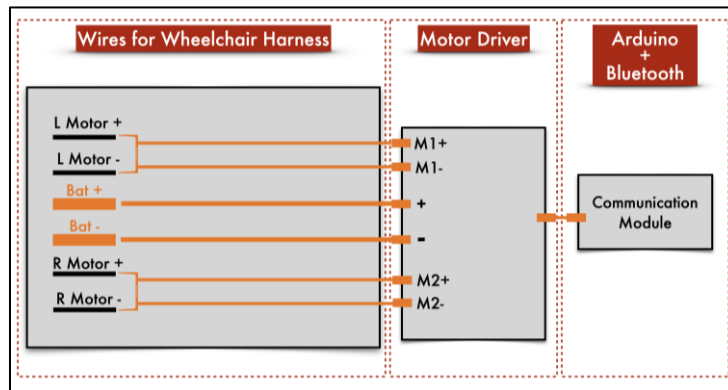 Wires for Wheelchair Harness
Motor Driver
Arduino
+
Bluetooth
L Motor +
L Motor -
Bat +
Bat -
R Motor +
R Motor -
M1+
M1-
+
-
M2+
M2-
Communication
Module